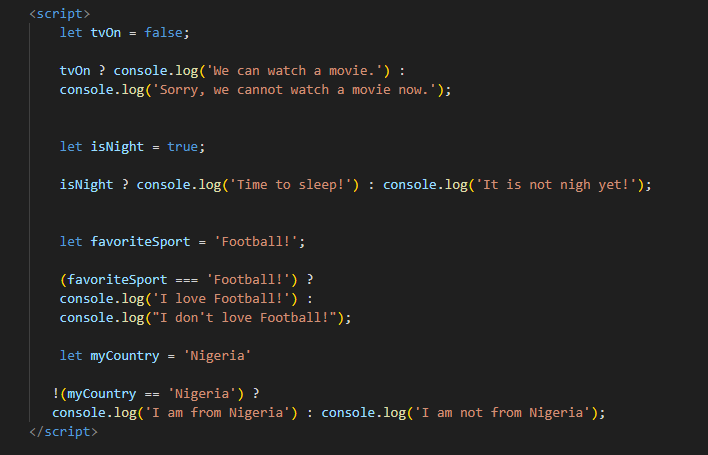 <script>
let tvOn = false;
tvOn ? console.log('We can watch a movie.') :
console.log('Sorry, we cannot watch a movie now.');
let isNight = true;
isNight ? console.log('Time to sleep!') : console.log('It is not nigh yet!');
let favoriteSport = 'Football!';
(favoriteSport === 'Football!') ?
console.log('I love Football!') :
console.log("I don't love Football!");
let myCountry = 'Nigeria'
!(myCountry == 'Nigeria') ?
console.log('I am from Nigeria') : console.log('I am not from Nigeria');
</script>